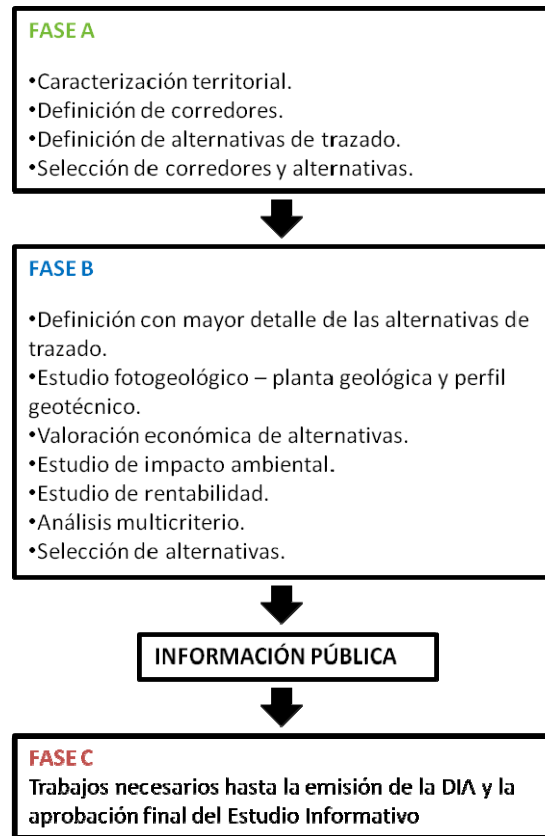 FASE A
•Caracterización territorial.
•Definición de corredores.
•Definición de alternativas de trazado.
•Selección de corredores y alternativas.
FASE B
•Definición con mayor detalle de las alternativas de
trazado.
•Estudio fotogeológico – planta geológica y perfil
geotécnico.
•Valoración económica de alternativas.
•Estudio de impacto ambiental.
•Estudio de rentabilidad.
•Análisis multicriterio.
•Selección de alternativas.
INFORMACIÓN PÚBLICA
FASE C
Trabajos necesarios hasta la emisión de la DIA y la
aprobación final del Estudio Informativo